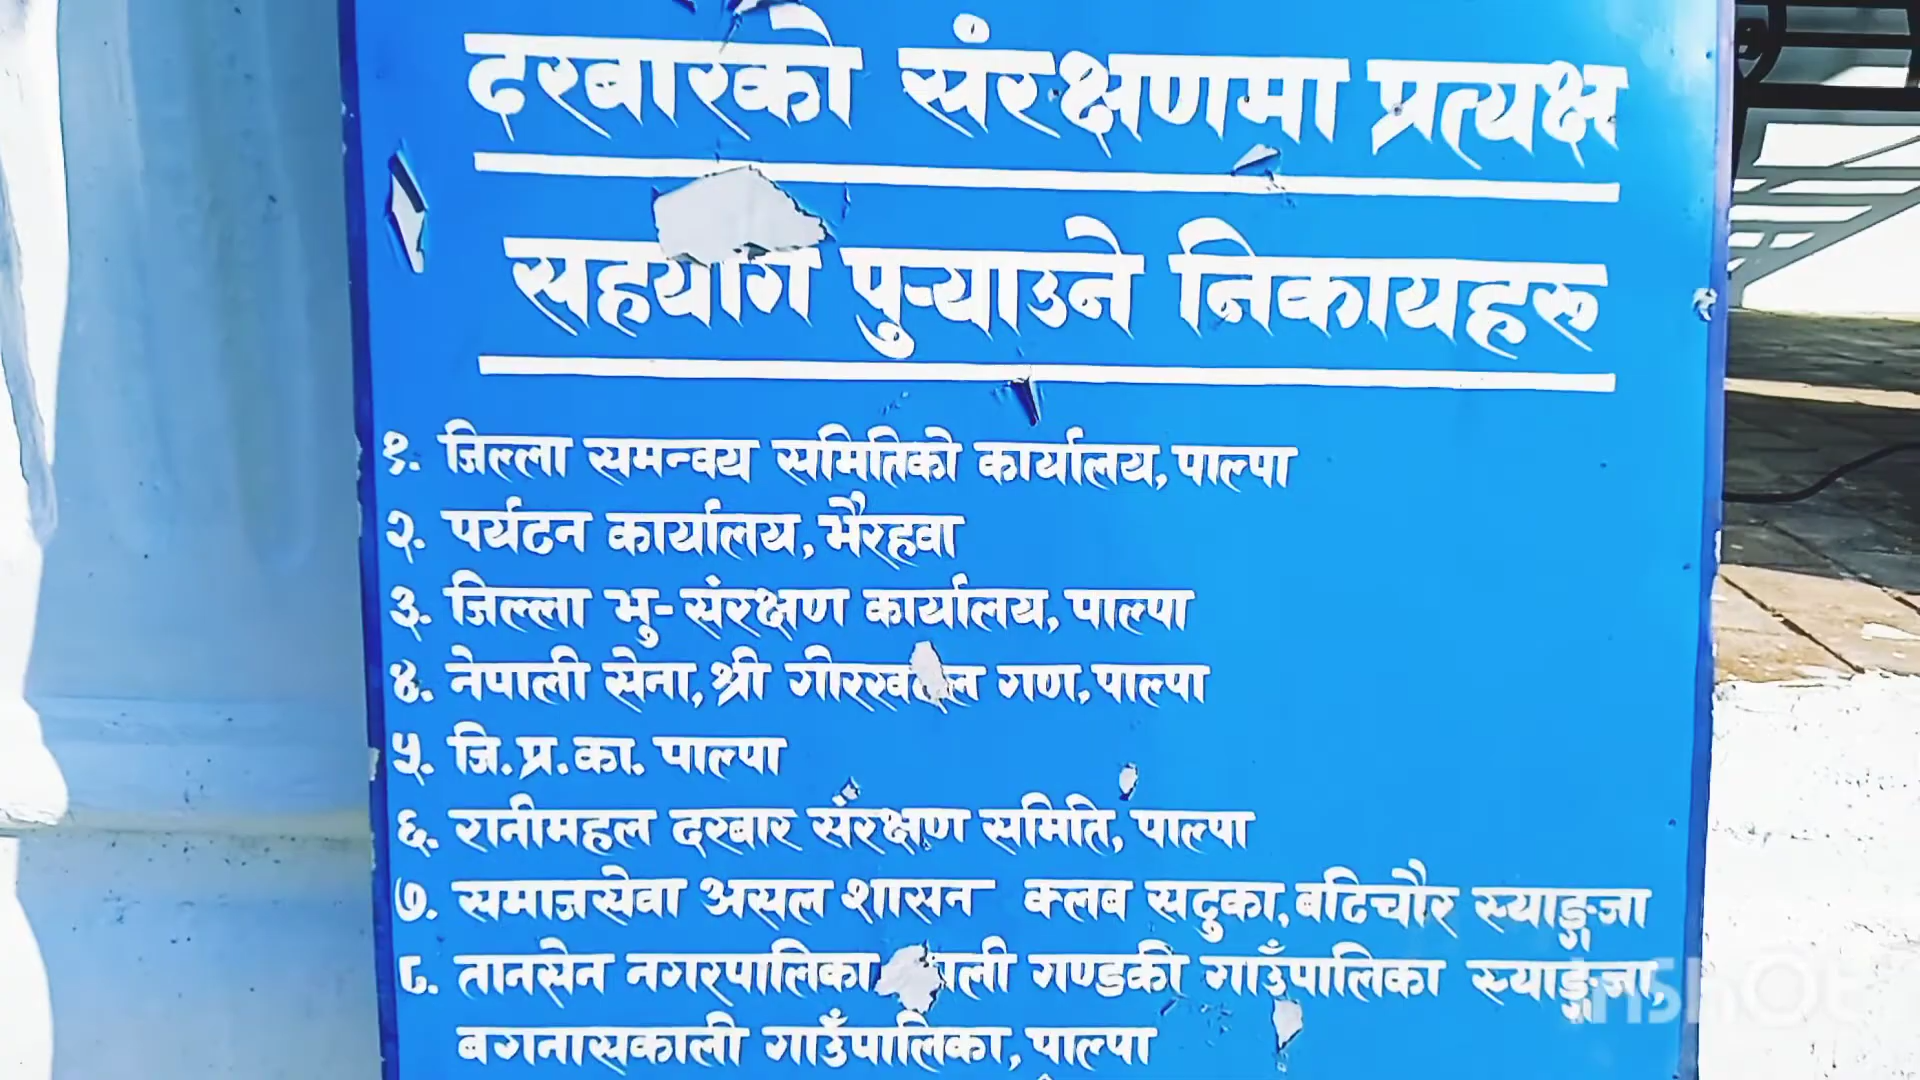 दरबारको संरक्षणमा प्रत्यक्ष
सहयोग पुऱ्याउने निकायहरू
१. जिल्ला समन्वय समितिको कार्यालय, पाल्पा
२. पर्यटन कार्यालय, भैरहवा
३. जिल्ला भु-संरक्षण कार्यालय, पाल्पा
४. नेपाली सेना, श्री गण, पाल्पा
५. जि.प्र.का. पाल्पा
६. रानीमहल दरबार संरक्षण समिति, पाल्पा
७. समाजसेवा असल शासन क्लब सदुका, बटिचौर स्याङ्जा
८. तानसेन नगरपालिका गण्डकी गाउँपालिका स्याङ्जा,
बगनासकाली गाउँपालिका, पाल्पा
InShOt